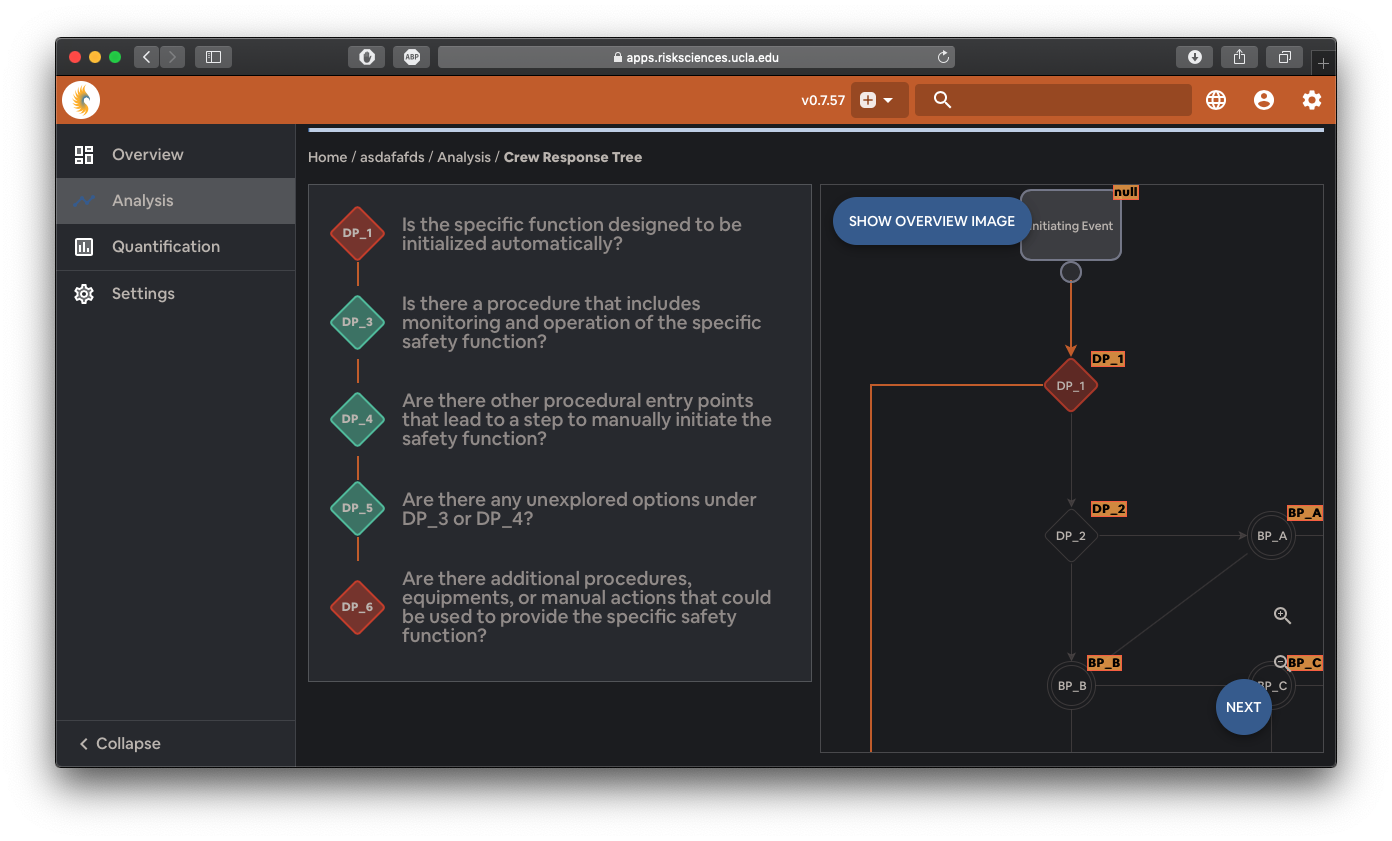 ABP
apps.risksciences.ucla.edu
v0.7.57
Overview
Analysis
Quantification
Settings
Collapse
Home / asdafafds / Analysis / Crew Response Tree
DP_1
Is the specific function designed to be
initialized automatically?
DP_3
Is there a procedure that includes
monitoring and operation of the specific
safety function?
DP_4
Are there other procedural entry points
that lead to a step to manually initiate the
safety function?
DP_5
Are there any unexplored options under
DP_3 or DP_4?
DP_6
Are there additional procedures,
equipments, or manual actions that could
be used to provide the specific safety
function?
SHOW OVERVIEW IMAGE
null
nitiating Event
DP_1
DP_1
DP_2
DP_2
BP_A
BP_A
BP_B
BP_B
BP_C
BP_C
NEXT